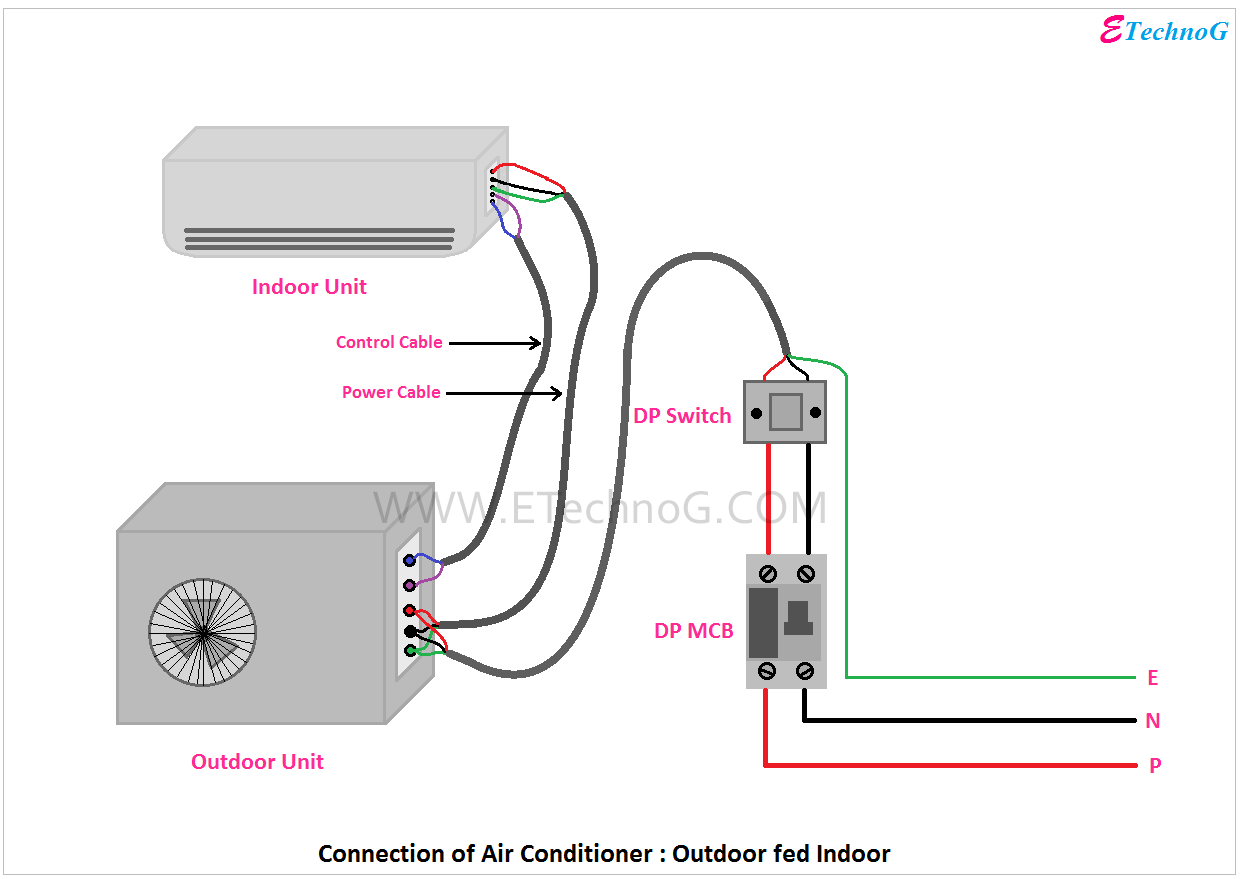 ETechnoG
Indoor Unit
Control Cable
Power Cable
DP Switch
WWW.ETechnoG.COM
DP MCB
E
N
P
Outdoor Unit
Connection of Air Conditioner : Outdoor fed Indoor